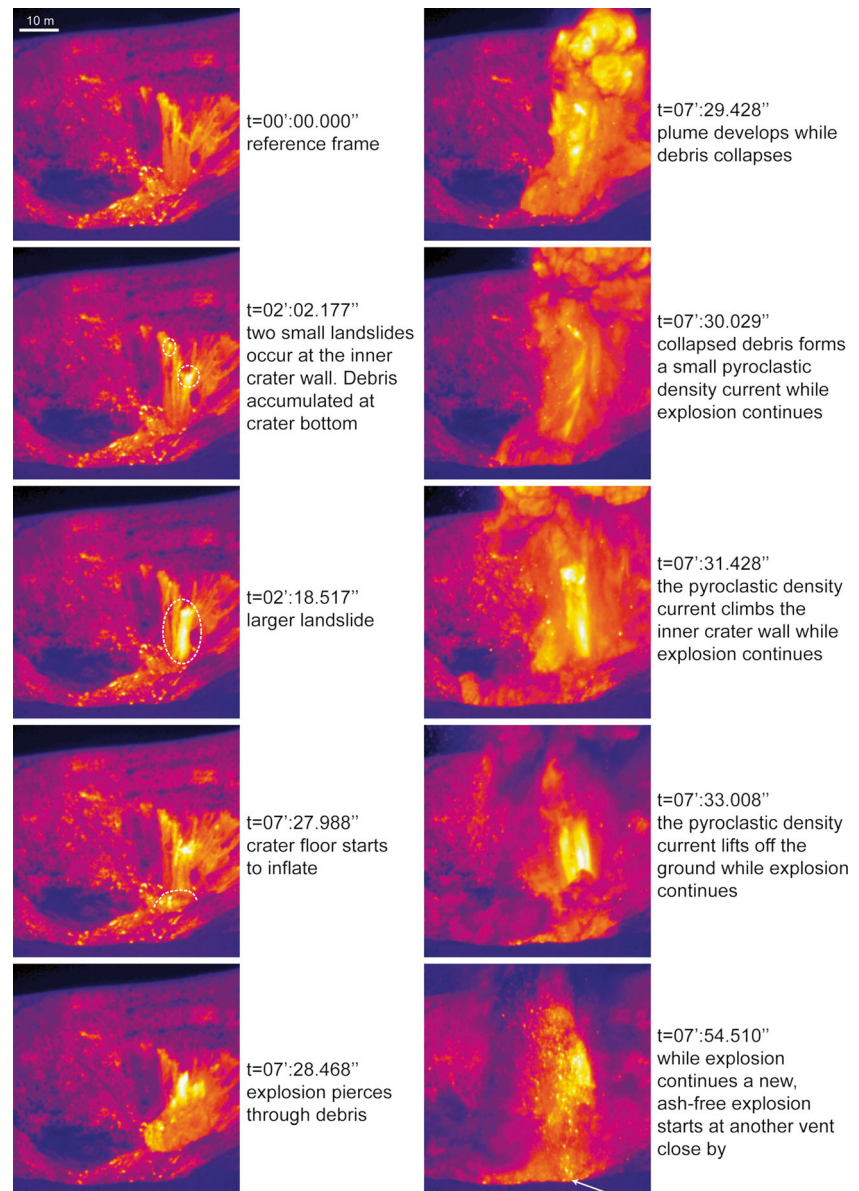 10 m
t=00’:00.000’’
reference frame
t=02’:02.177’’
two small landslides
occur at the inner
crater wall. Debris
accumulated at
crater bottom
t=02’:18.517’’
larger landslide
t=07’:27.988’’
crater floor starts
to inflate
t=07’:28.468’’
explosion pierces
through debris
t=07’:29.428’’
plume develops while
debris collapses
t=07’:30.029’’
collapsed debris forms
a small pyroclastic
density current while
explosion continues
t=07’:31.428’’
the pyroclastic density
current climbs the
inner crater wall while
explosion continues
t=07’:33.008’’
the pyroclastic density
current lifts off the
ground while explosion
continues
t=07’:54.510’’
while explosion
continues a new,
ash-free explosion
starts at another vent
close by